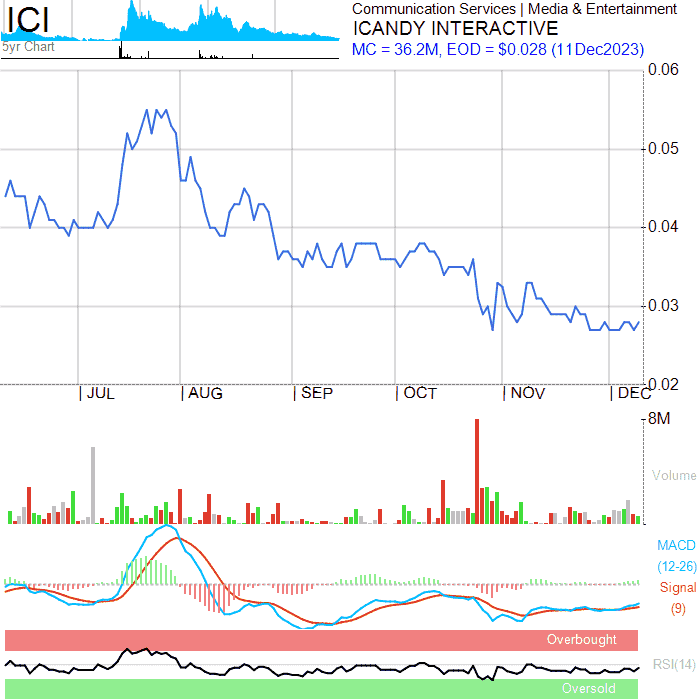 ICI
5yr Chart
Communication Services | Media & Entertainment
ICANDY INTERACTIVE
MC = 36.2M, EOD = $0.028 (11Dec2023)
0.06
0.05
0.04
0.03
0.02
| JUL | AUG | SEP | OCT | NOV | DEC
8M
Volume
MACD
(12-26)
Signal
(9)
Overbought
RSI(14)
Oversold